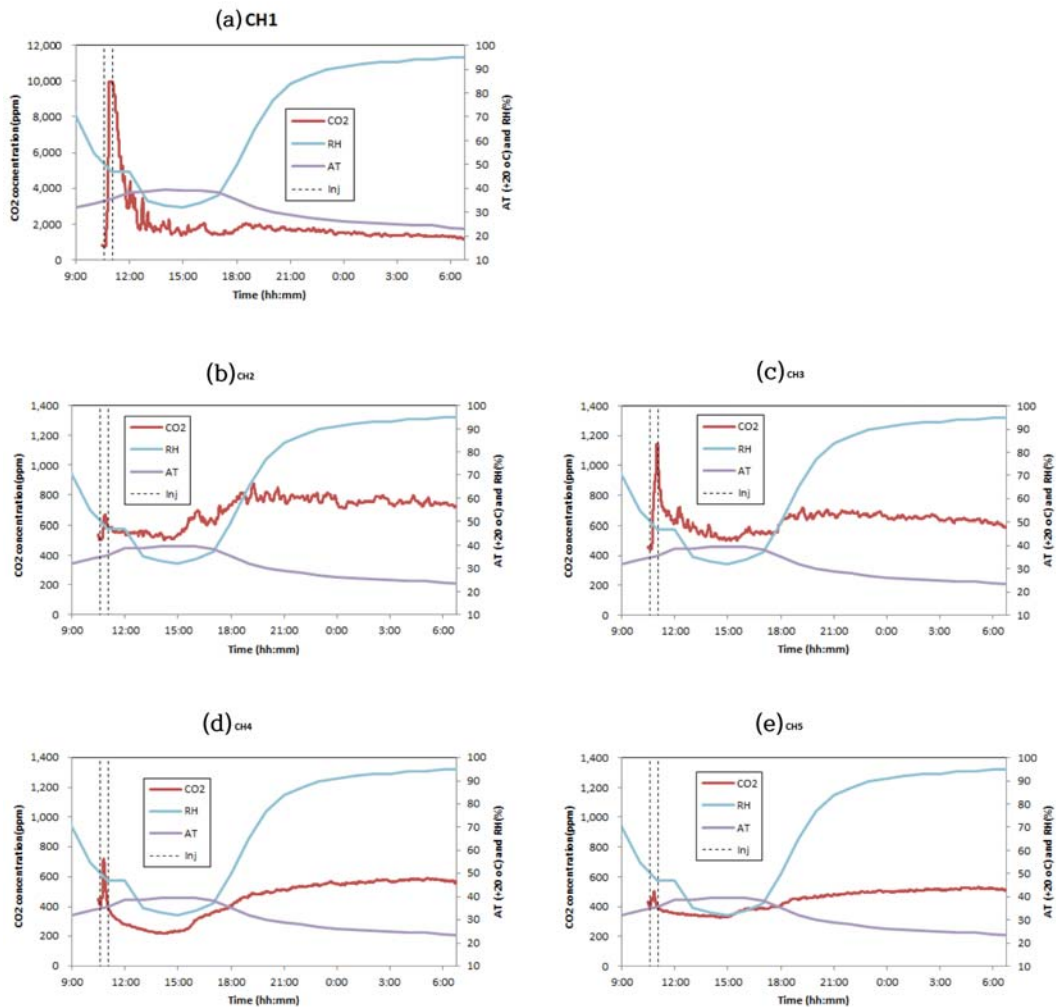 (a) CH1
12,000
10,000
8,000
6,000
4,000
2,000
0
CO2 cocncentration(ppm)
100
90
80
70
60
50
40
30
20
10
AT (+20 oC) and RH(%)
CO2
RH
AT
Inj
9:00 12:00 15:00 18:00 21:00 0:00 3:00 6:00
Time (hh:mm)
(b) CH2
1,400
1,200
1,000
800
600
400
200
0
CO2 concentration(ppm)
100
90
80
70
60
50
40
30
20
10
AT (+20 oC) and RH(%)
CO2
RH
AT
Inj
9:00 12:00 15:00 18:00 21:00 0:00 3:00 6:00
Time (hh:mm)
(c) CH3
1,400
1,200
1,000
800
600
400
200
0
CO2 concentration(ppm)
100
90
80
70
60
50
40
30
20
10
AT (+20 oC) and RH(%)
CO2
RH
AT
Inj
9:00 12:00 15:00 18:00 21:00 0:00 3:00 6:00
Time (hh:mm)
(d) CH4
1,400
1,200
1,000
800
600
400
200
0
CO2 concentration(ppm)
100
90
80
70
60
50
40
30
20
10
AT (+20 oC) and RH(%)
CO2
RH
AT
Inj
9:00 12:00 15:00 18:00 21:00 0:00 3:00 6:00
Time (hh:mm)
(e) CH5
1,400
1,200
1,000
800
600
400
200
0
CO2 concentration(ppm)
100
90
80
70
60
50
40
30
20
10
AT (+20 oC) and RH(%)
CO2
RH
AT
Inj
9:00 12:00 15:00 18:00 21:00 0:00 3:00 6:00
Time (hh:mm)